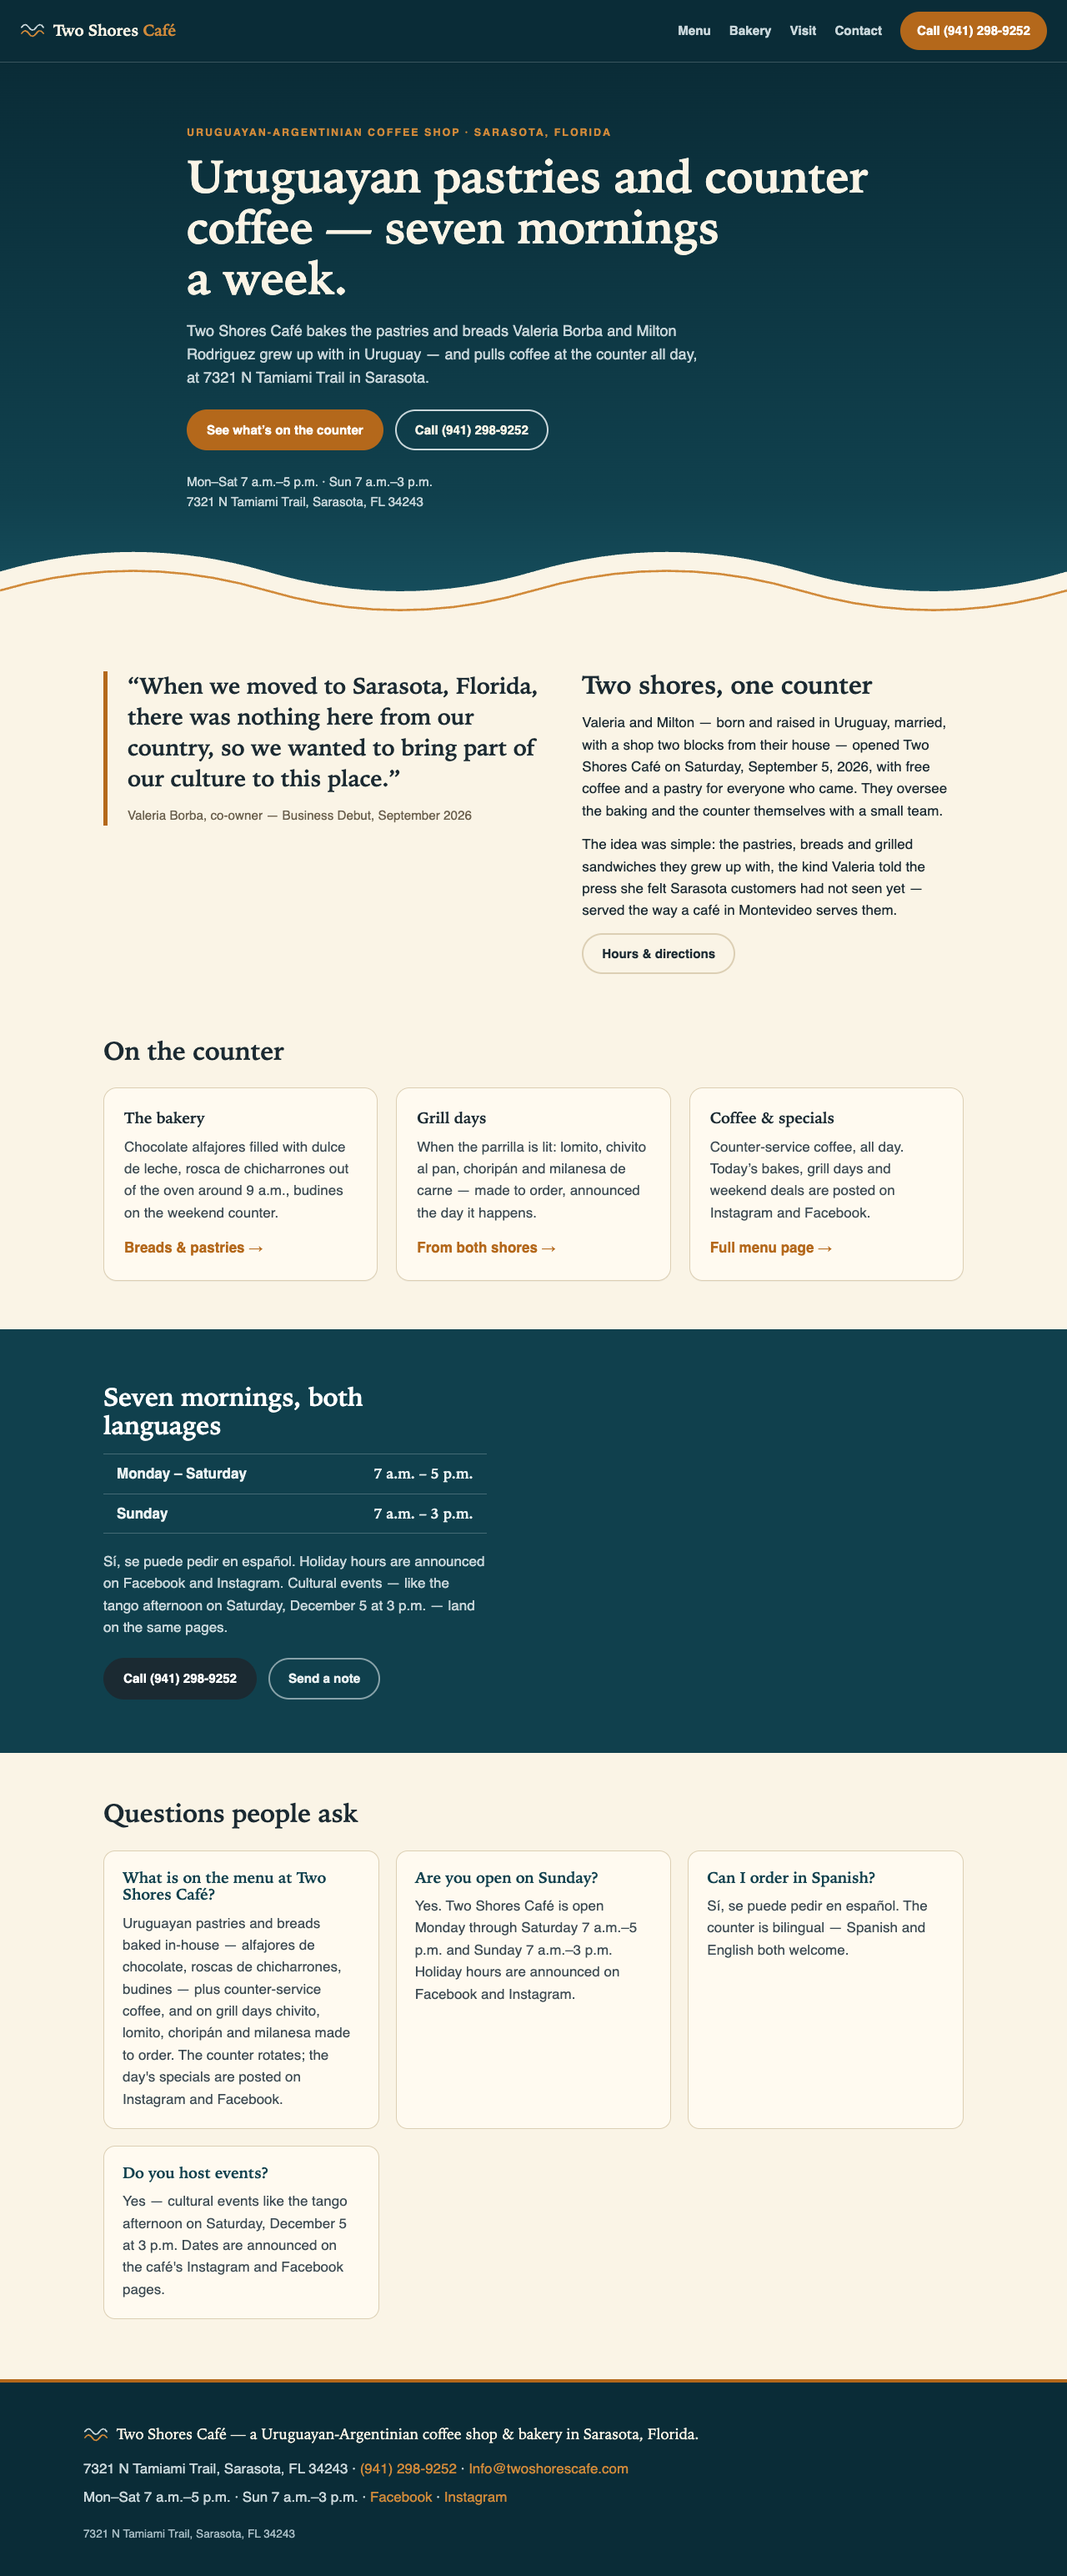 Two Shores Café
Menu
Bakery
Visit
Contact
Call (941) 298-9252
URUGUAYAN-ARGENTINIAN COFFEE SHOP · SARASOTA, FLORIDA
Uruguayan pastries and counter
coffee — seven mornings
a week.
Two Shores Café bakes the pastries and breads Valeria Borba and Milton
Rodriguez grew up with in Uruguay — and pulls coffee at the counter all day,
at 7321 N Tamiami Trail in Sarasota.
See what’s on the counter
Call (941) 298-9252
Mon–Sat 7 a.m.–5 p.m. · Sun 7 a.m.–3 p.m.
7321 N Tamiami Trail, Sarasota, FL 34243
“When we moved to Sarasota, Florida,
there was nothing here from our
country, so we wanted to bring part of
our culture to this place.”
Valeria Borba, co-owner — Business Debut, September 2026
Two shores, one counter
Valeria and Milton — born and raised in Uruguay, married,
with a shop two blocks from their house — opened Two
Shores Café on Saturday, September 5, 2026, with free
coffee and a pastry for everyone who came. They oversee
the baking and the counter themselves with a small team.
The idea was simple: the pastries, breads and grilled
sandwiches they grew up with, the kind Valeria told the
press she felt Sarasota customers had not seen yet —
served the way a café in Montevideo serves them.
Hours & directions
On the counter
The bakery
Chocolate alfajores filled with dulce
de leche, rosca de chicharrones out
of the oven around 9 a.m., budines
on the weekend counter.
Breads & pastries →
Grill days
When the parrilla is lit: lomito, chivito
al pan, choripán and milanesa de
carne — made to order, announced
the day it happens.
From both shores →
Coffee & specials
Counter-service coffee, all day.
Today’s bakes, grill days and
weekend deals are posted on
Instagram and Facebook.
Full menu page →
Seven mornings, both
languages
Monday – Saturday 7 a.m. – 5 p.m.
Sunday 7 a.m. – 3 p.m.
Sí, se puede pedir en español. Holiday hours are announced
on Facebook and Instagram. Cultural events — like the
tango afternoon on Saturday, December 5 at 3 p.m. — land
on the same pages.
Call (941) 298-9252
Send a note
Questions people ask
What is on the menu at Two
Shores Café?
Uruguayan pastries and breads
baked in-house — alfajores de
chocolate, roscas de chicharrones,
budines — plus counter-service
coffee, and on grill days chivito,
lomito, choripán and milanesa made
to order. The counter rotates; the
day's specials are posted on
Instagram and Facebook.
Are you open on Sunday?
Yes. Two Shores Café is open
Monday through Saturday 7 a.m.–5
p.m. and Sunday 7 a.m.–3 p.m.
Holiday hours are announced on
Facebook and Instagram.
Can I order in Spanish?
Sí, se puede pedir en español. The
counter is bilingual — Spanish and
English both welcome.
Do you host events?
Yes — cultural events like the tango
afternoon on Saturday, December 5
at 3 p.m. Dates are announced on
the café's Instagram and Facebook
pages.
Two Shores Café — a Uruguayan-Argentinian coffee shop & bakery in Sarasota, Florida.
7321 N Tamiami Trail, Sarasota, FL 34243 · (941) 298-9252 · Info@twoshorescafe.com
Mon–Sat 7 a.m.–5 p.m. · Sun 7 a.m.–3 p.m. · Facebook · Instagram
7321 N Tamiami Trail, Sarasota, FL 34243